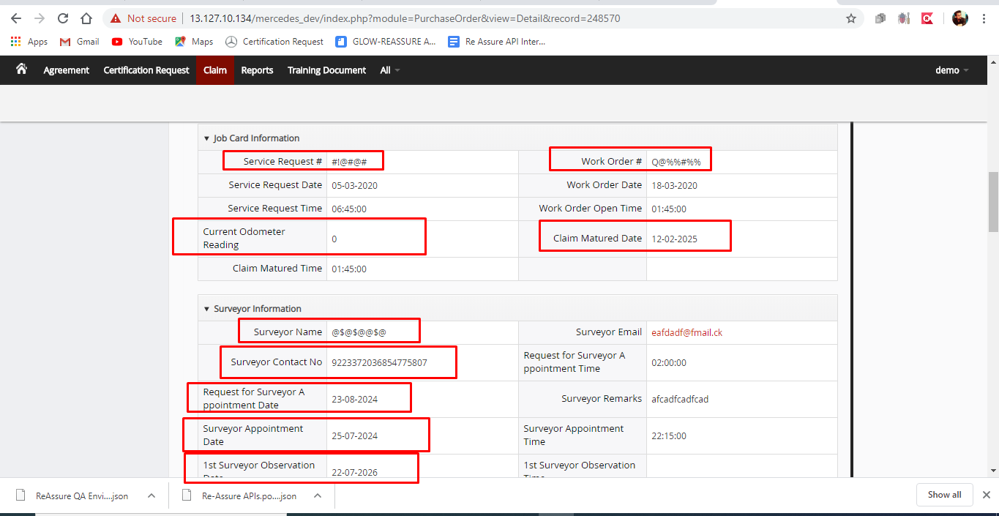 Not secure | 13.127.10.134/mercedes_dev/index.php?module=PurchaseOrder&view=Detail&record=248570
Apps Gmail YouTube Maps Certification Request GLOW-REASSURE A... Re Assure API Inter...
Agreement Certification Request Claim Reports Training Document All demo
Job Card Information
Service Request # #!@#@# Work Order # Q@%%#%%
Service Request Date 05-03-2020 Work Order Date 18-03-2020
Service Request Time 06:45:00 Work Order Open Time 01:45:00
Current Odometer
Reading 0 Claim Matured Date 12-02-2025
Claim Matured Time 01:45:00
Surveyor Information
Surveyor Name @$@$@@$@ Surveyor Email eafdadf@fmail.ck
Surveyor Contact No 9223372036854775807 Request for Surveyor A
ppointment Time 02:00:00
Request for Surveyor A
ppointment Date 23-08-2024 Surveyor Remarks afcadfcadfcad
Surveyor Appointment
Date 25-07-2024 Surveyor Appointment
Time 22:15:00
1st Surveyor Observation
Date 22-07-2026 1st Surveyor Observation
Time
ReAssure QA Envi....json Re-Assure APIs.po....json Show all